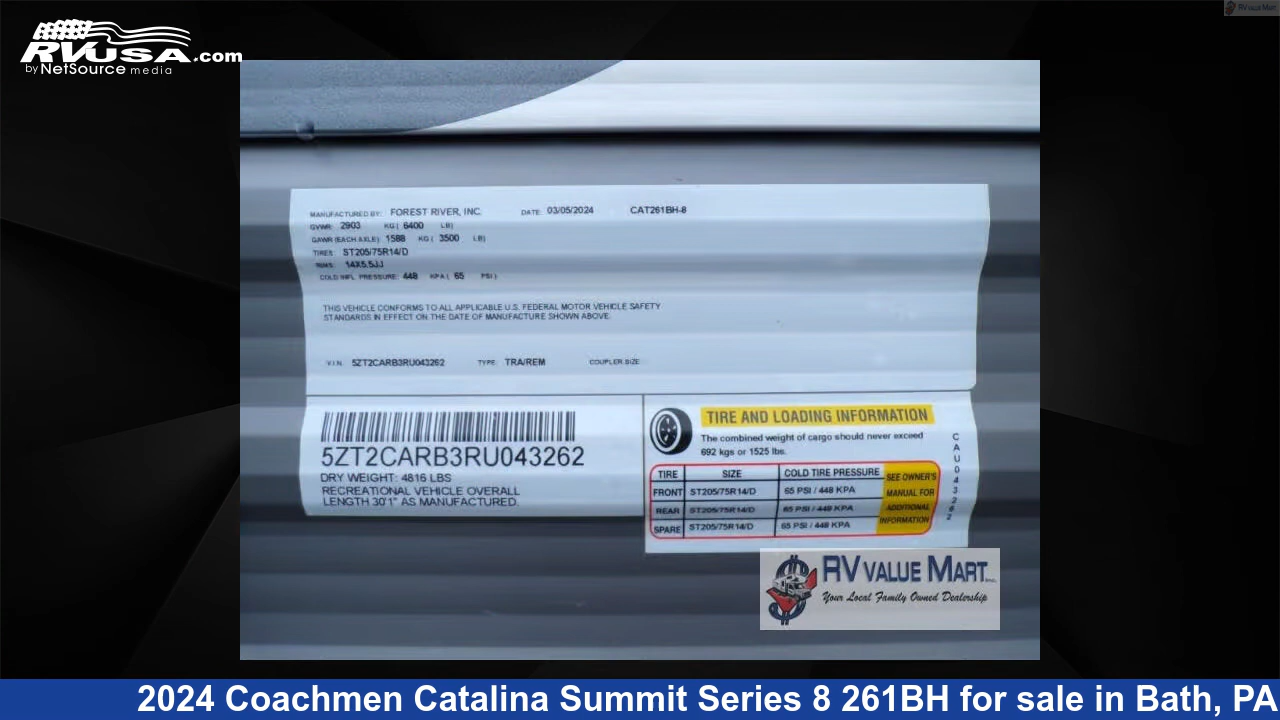 RV VALUE MART
RVUSA.com
by NetSource media
MANUFACTURED BY: FOREST RIVER, INC. DATE: 03/05/2024 CAT261BH-8
GVWR: 2903 KG ( 6400 LB)
GAWR (EACH AXLE) 1588 KG ( 3500 LB)
TIRES: ST205/75R14/D
RIMS: 14X5.5JJ
COLD INFL. PRESSURE: 448 KPA ( 65 PSI )
THIS VEHICLE CONFORMS TO ALL APPLICABLE U.S. FEDERAL MOTOR VEHICLE SAFETY
STANDARDS IN EFFECT ON THE DATE OF MANUFACTURE SHOWN ABOVE.
V.I.N. 5ZT2CARB3RU043262 TYPE: TRA/REM COUPLER SIZE
5ZT2CARB3RU043262
DRY WEIGHT: 4816 LBS
RECREATIONAL VEHICLE OVERALL
LENGTH 30'1" AS MANUFACTURED.
TIRE AND LOADING INFORMATION
The combined weight of cargo should never exceed
692 kgs or 1525 lbs.
TIRE SIZE COLD TIRE PRESSURE SEE OWNER'S
FRONT ST205/75R14/D 65 PSI / 448 KPA MANUAL FOR
REAR ST205/75R14/D 65 PSI / 448 KPA ADDITIONAL
SPARE ST205/75R14/D 65 PSI / 448 KPA INFORMATION
CAU043262
RV VALUE MART INC.
Your Local Family Owned Dealership
2024 Coachmen Catalina Summit Series 8 261BH for sale in Bath, PA